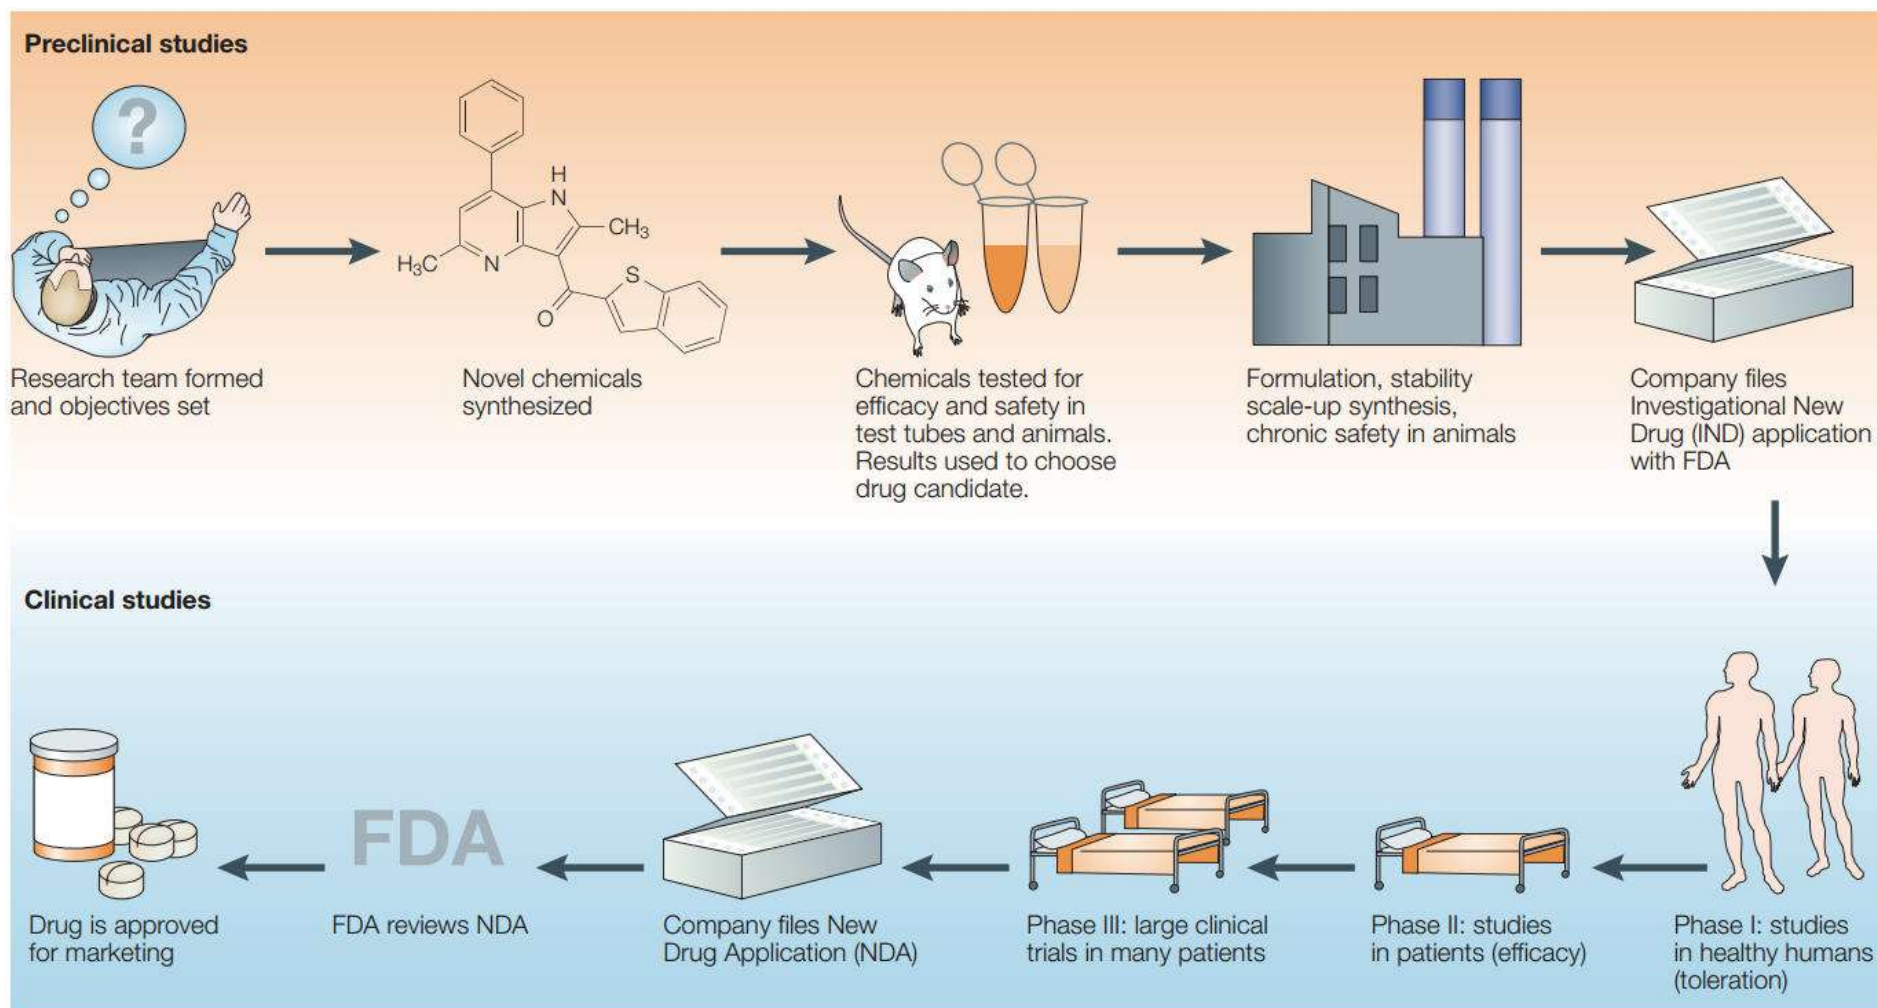 Preclinical studies
?
H
N
CH₃
H₃C
N
S
O
Research team formed
and objectives set
Novel chemicals
synthesized
Chemicals tested for
efficacy and safety in
test tubes and animals.
Results used to choose
drug candidate.
Formulation, stability
scale-up synthesis,
chronic safety in animals
Company files
Investigational New
Drug (IND) application
with FDA
Clinical studies
Phase I: studies
in healthy humans
(toleration)
Phase II: studies
in patients (efficacy)
Phase III: large clinical
trials in many patients
Company files New
Drug Application (NDA)
FDA
FDA reviews NDA
Drug is approved
for marketing